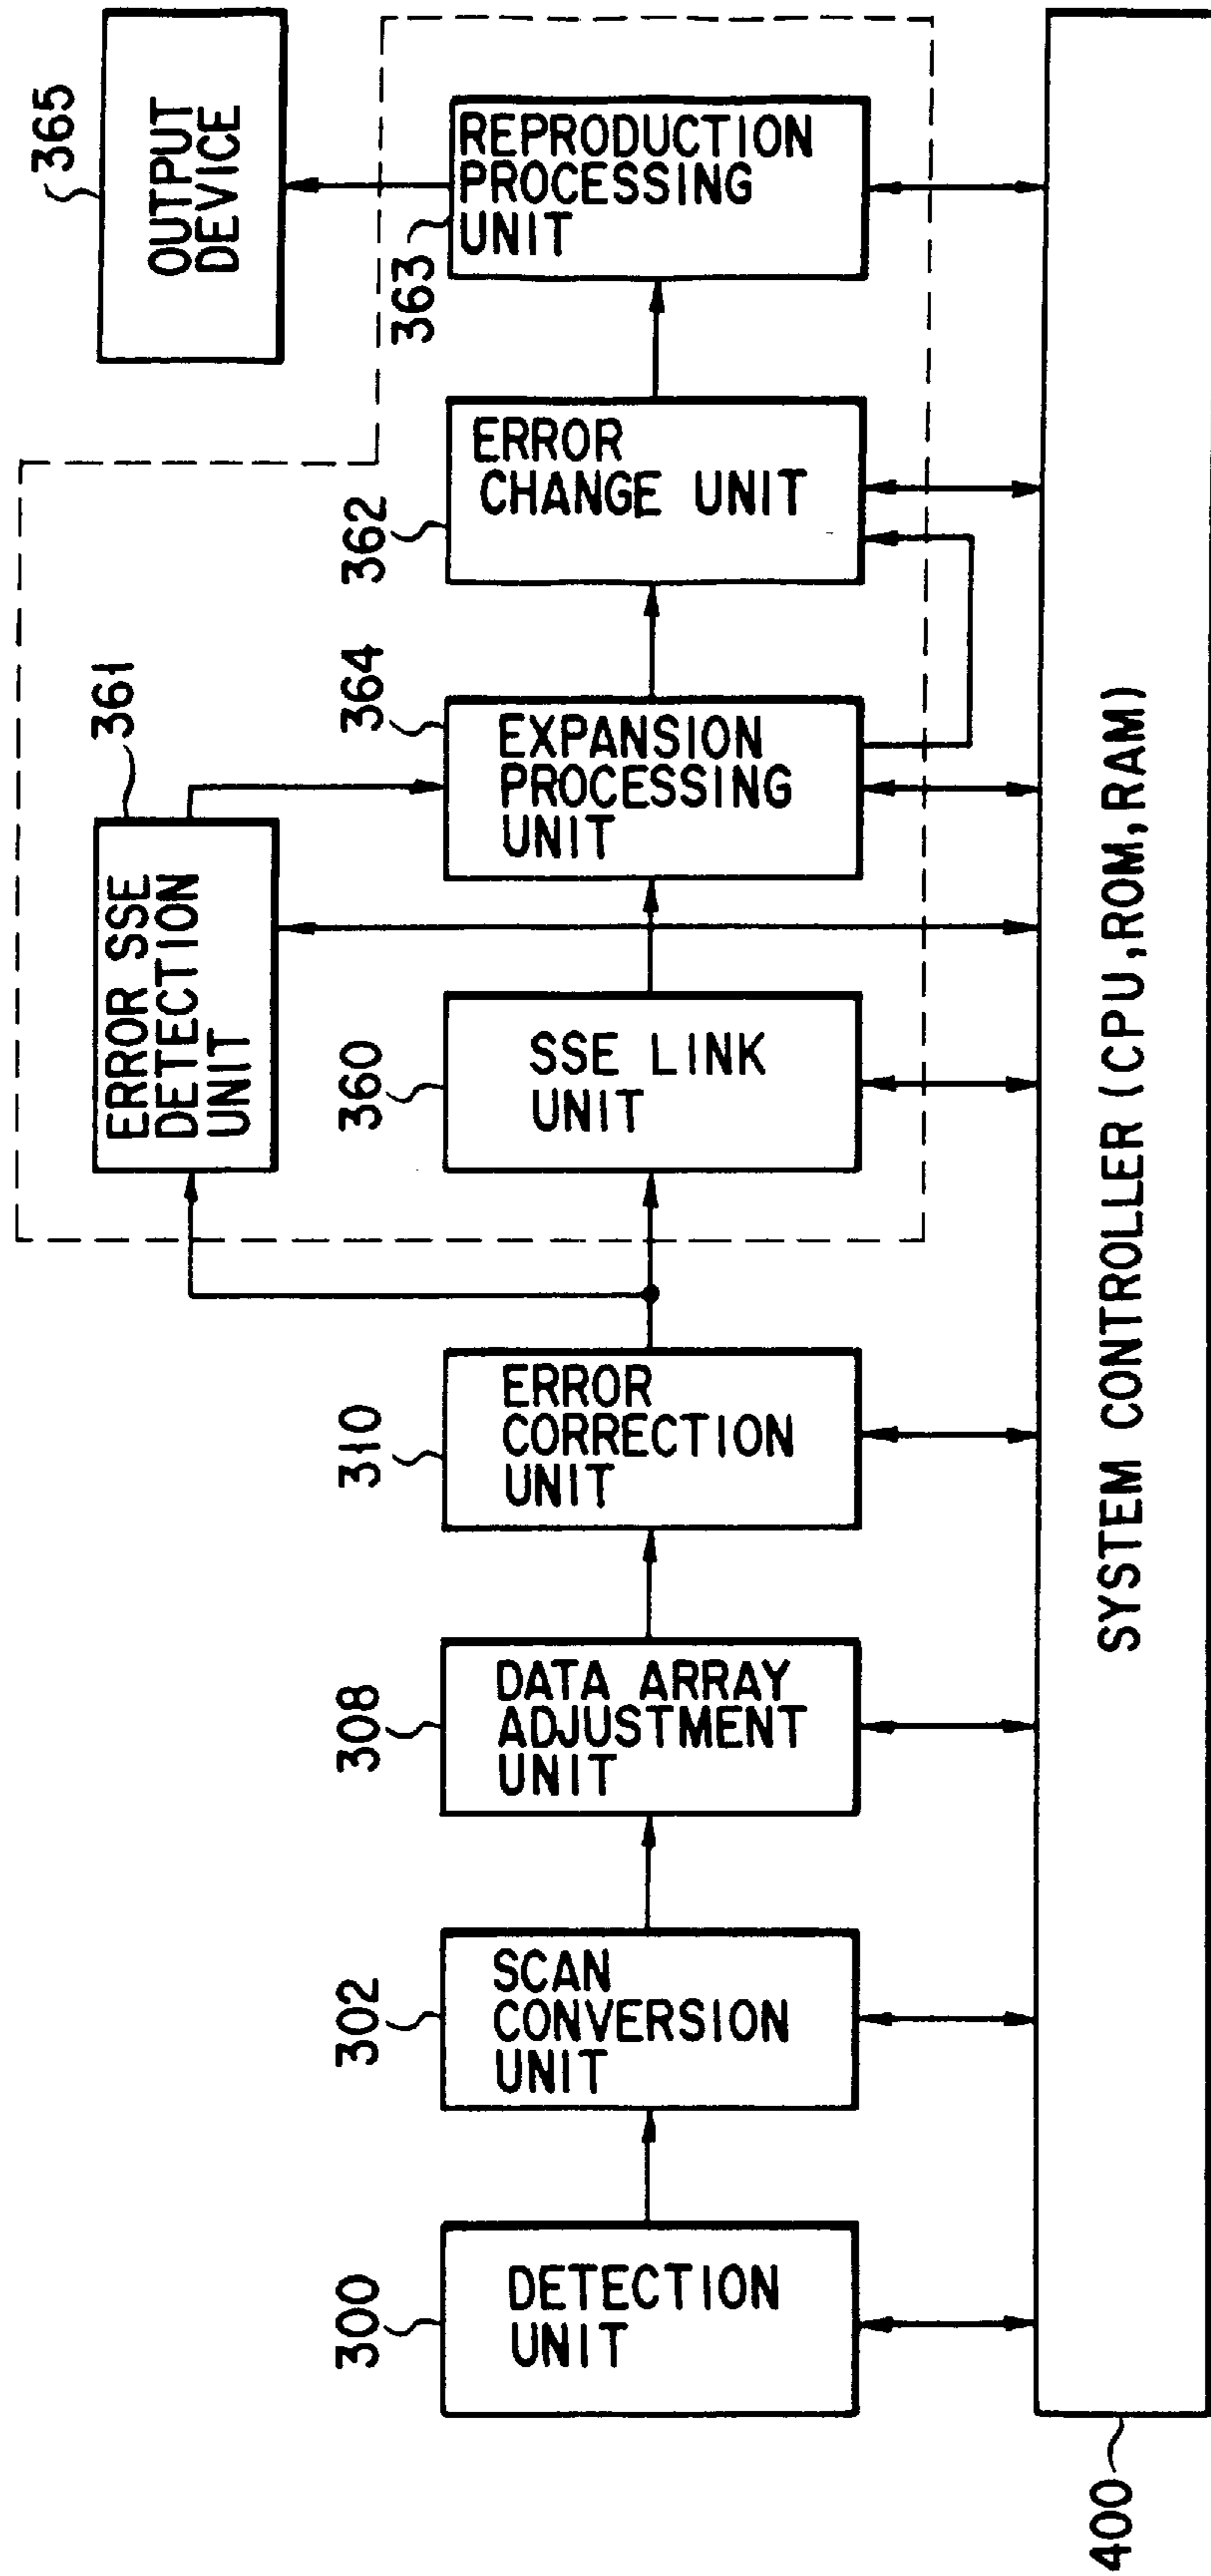 365
OUTPUT
DEVICE
361
ERROR SSE
DETECTION
UNIT
300
DETECTION
UNIT
302
SCAN
CONVERSION
UNIT
308
DATA ARRAY
ADJUSTMENT
UNIT
310
ERROR
CORRECTION
UNIT
360
SSE LINK
UNIT
364
EXPANSION
PROCESSING
UNIT
362
ERROR
CHANGE UNIT
363
REPRODUCTION
PROCESSING
UNIT
400
SYSTEM CONTROLLER (CPU,ROM,RAM)